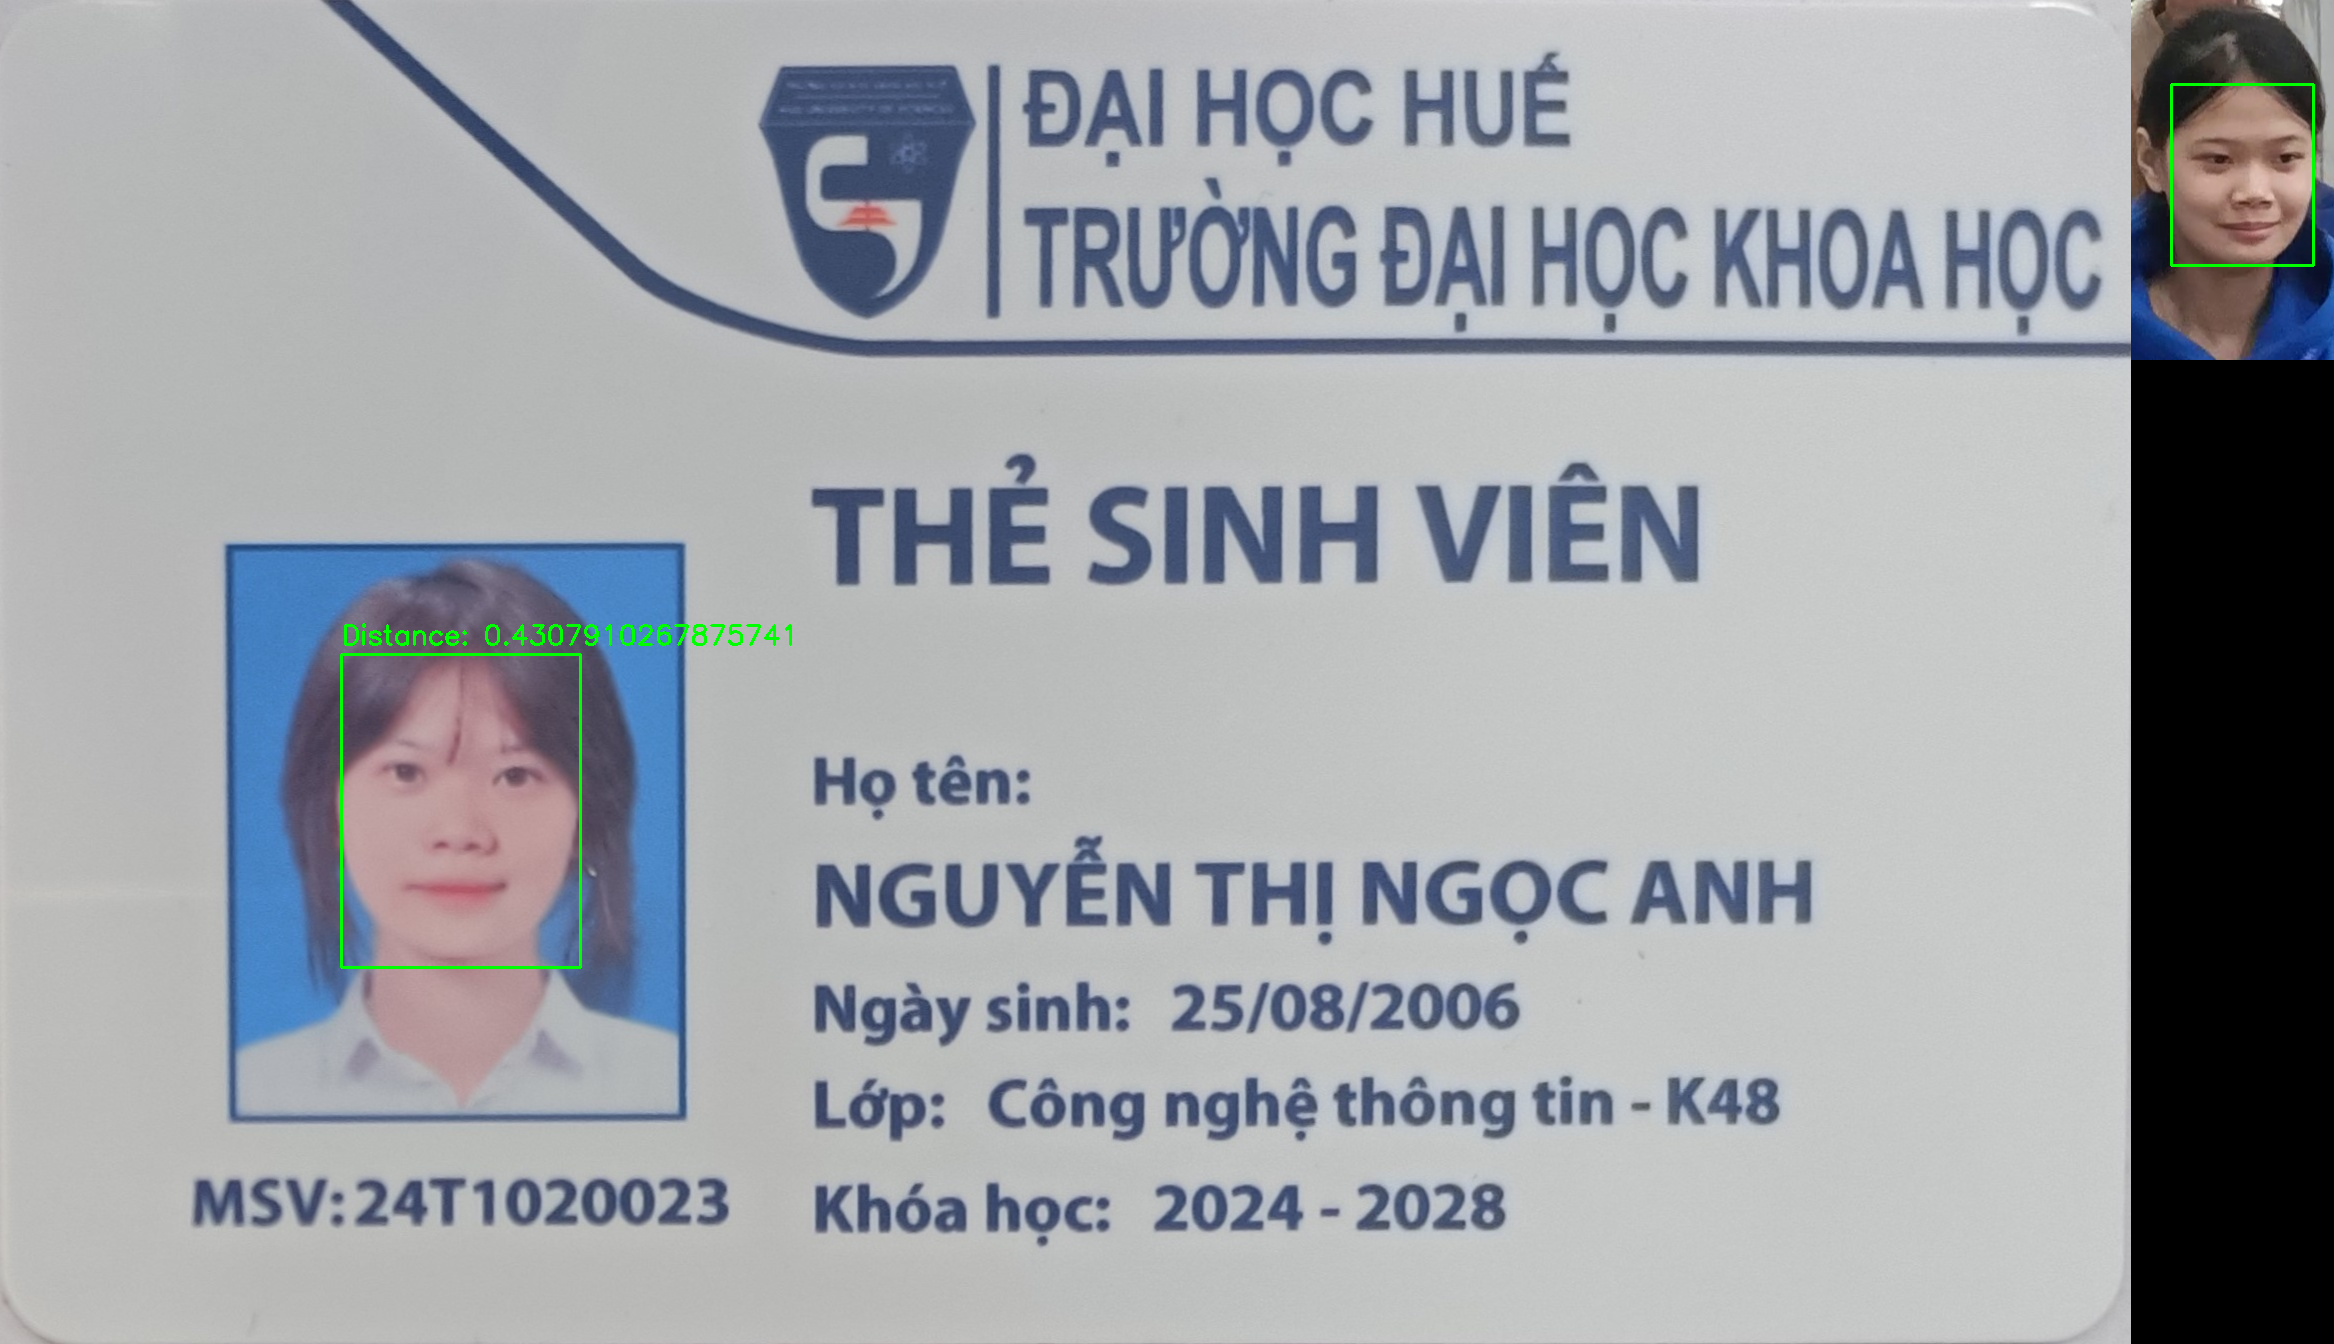 ĐẠI HỌC HUẾ
TRƯỜNG ĐẠI HỌC KHOA HỌC
THẺ SINH VIÊN
Distance: 0.4307910267875741
Họ tên:
NGUYỄN THỊ NGỌC ANH
Ngày sinh: 25/08/2006
Lớp: Công nghệ thông tin - K48
MSV: 24T1020023
Khóa học: 2024 - 2028